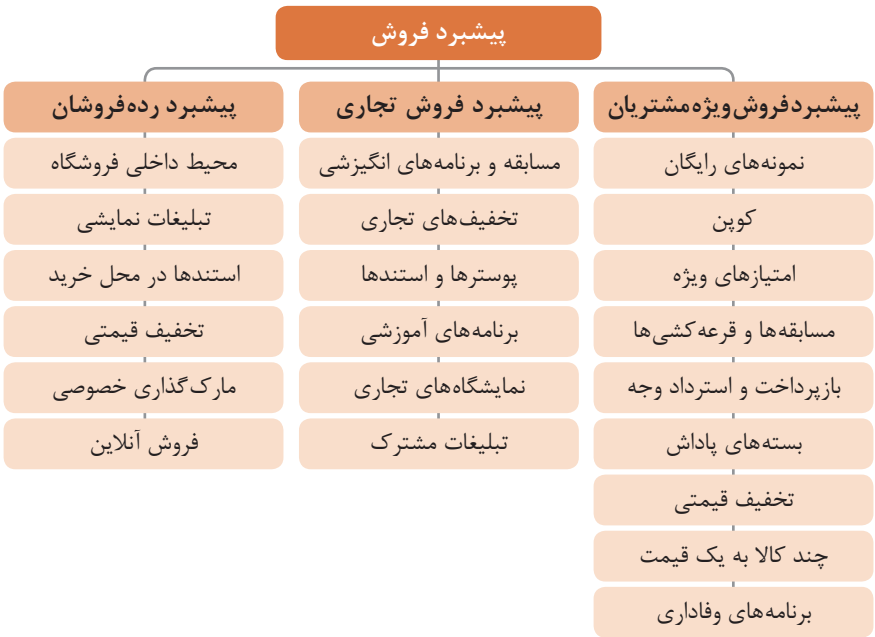 پیشبرد فروش
پیشبرد فروش ویژه مشتریان
نمونه‌های رایگان
کوپن
امتیازهای ویژه
مسابقه‌ها و قرعه‌کشی‌ها
بازپرداخت و استرداد وجه
بسته‌های پاداش
تخفیف قیمتی
چند کالا به یک قیمت
برنامه‌های وفاداری
پیشبرد فروش تجاری
مسابقه و برنامه‌های انگیزشی
تخفیف‌های تجاری
پوسترها و استندها
برنامه‌های آموزشی
نمایشگاه‌های تجاری
تبلیغات مشترک
پیشبرد رده‌فروشان
محیط داخلی فروشگاه
تبلیغات نمایشی
استندها در محل خرید
تخفیف قیمتی
مارک‌گذاری خصوصی
فروش آنلاین